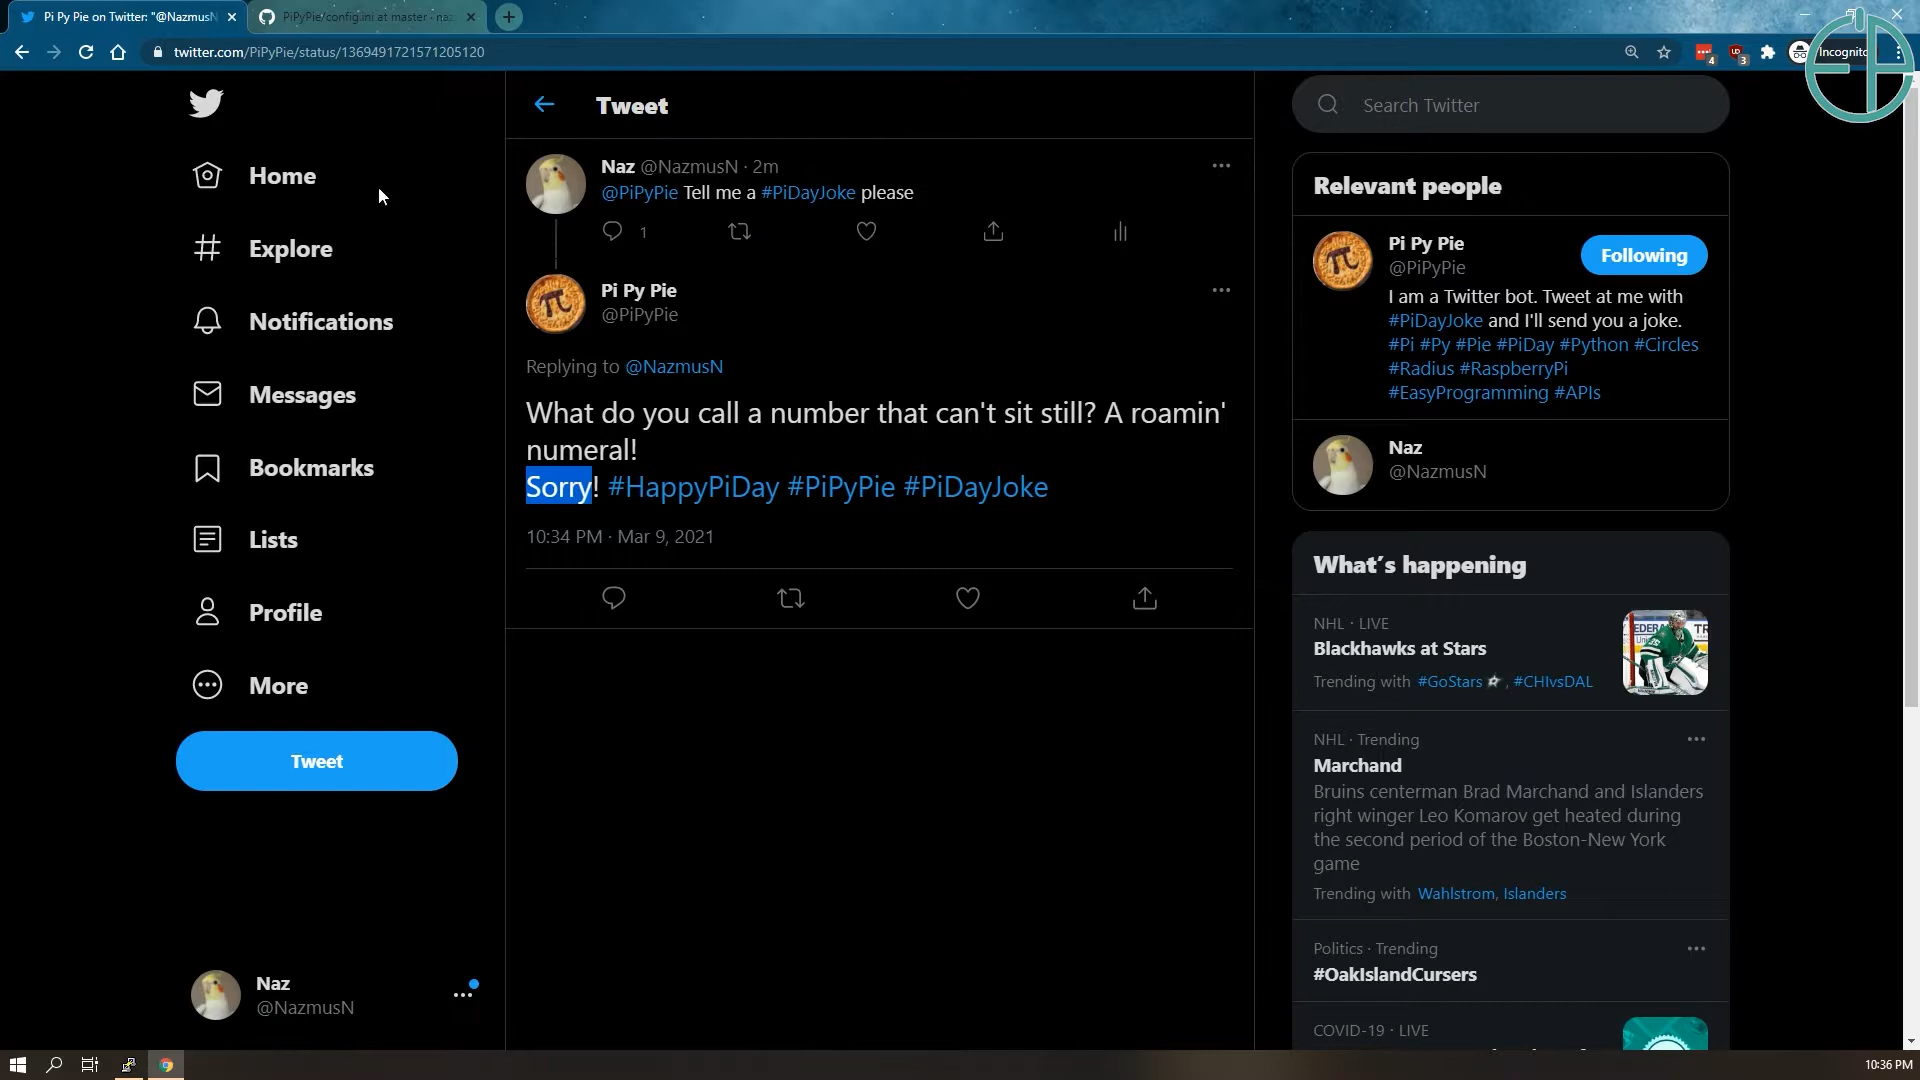 Pi Py Pie on Twitter: "@NazmusN
PiPyPie/config.ini at master · naz
twitter.com/PiPyPie/status/1369491721571205120
4
3
Incognito
Home
Explore
Notifications
Messages
Bookmarks
Lists
Profile
More
Tweet
Naz
@NazmusN
Tweet
Naz @NazmusN · 2m
@PiPyPie Tell me a #PiDayJoke please
1
Pi Py Pie
@PiPyPie
Replying to @NazmusN
What do you call a number that can't sit still? A roamin'
numeral!
Sorry! #HappyPiDay #PiPyPie #PiDayJoke
10:34 PM · Mar 9, 2021
Search Twitter
Relevant people
Pi Py Pie
@PiPyPie
Following
I am a Twitter bot. Tweet at me with
#PiDayJoke and I'll send you a joke.
#Pi #Py #Pie #PiDay #Python #Circles
#Radius #RaspberryPi
#EasyProgramming #APIs
Naz
@NazmusN
What's happening
NHL · LIVE
Blackhawks at Stars
Trending with #GoStars, #CHIvsDAL
NHL · Trending
Marchand
Bruins centerman Brad Marchand and Islanders
right winger Leo Komarov get heated during
the second period of the Boston-New York
game
Trending with Wahlstrom, Islanders
Politics · Trending
#OakIslandCursers
COVID-19 · LIVE
10:36 PM